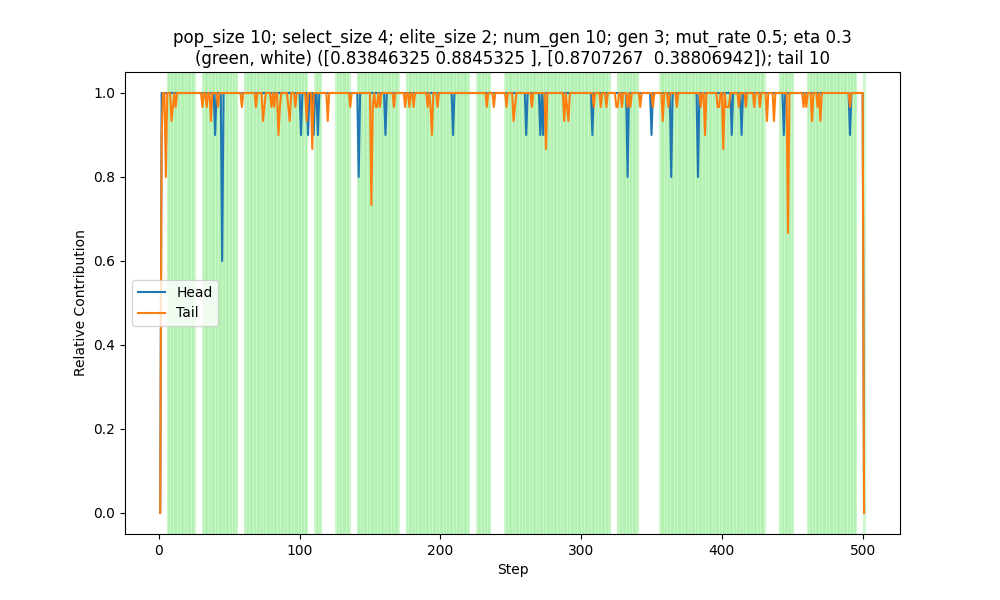 pop_size 10; select_size 4; elite_size 2; num_gen 10; gen 3; mut_rate 0.5; eta 0.3
(green, white) ([0.83846325 0.8845325 ], [0.8707267  0.38806942]); tail 10
1.0
0.8
0.6
0.4
0.2
0.0
Relative Contribution
Head
Tail
0 100 200 300 400 500
Step